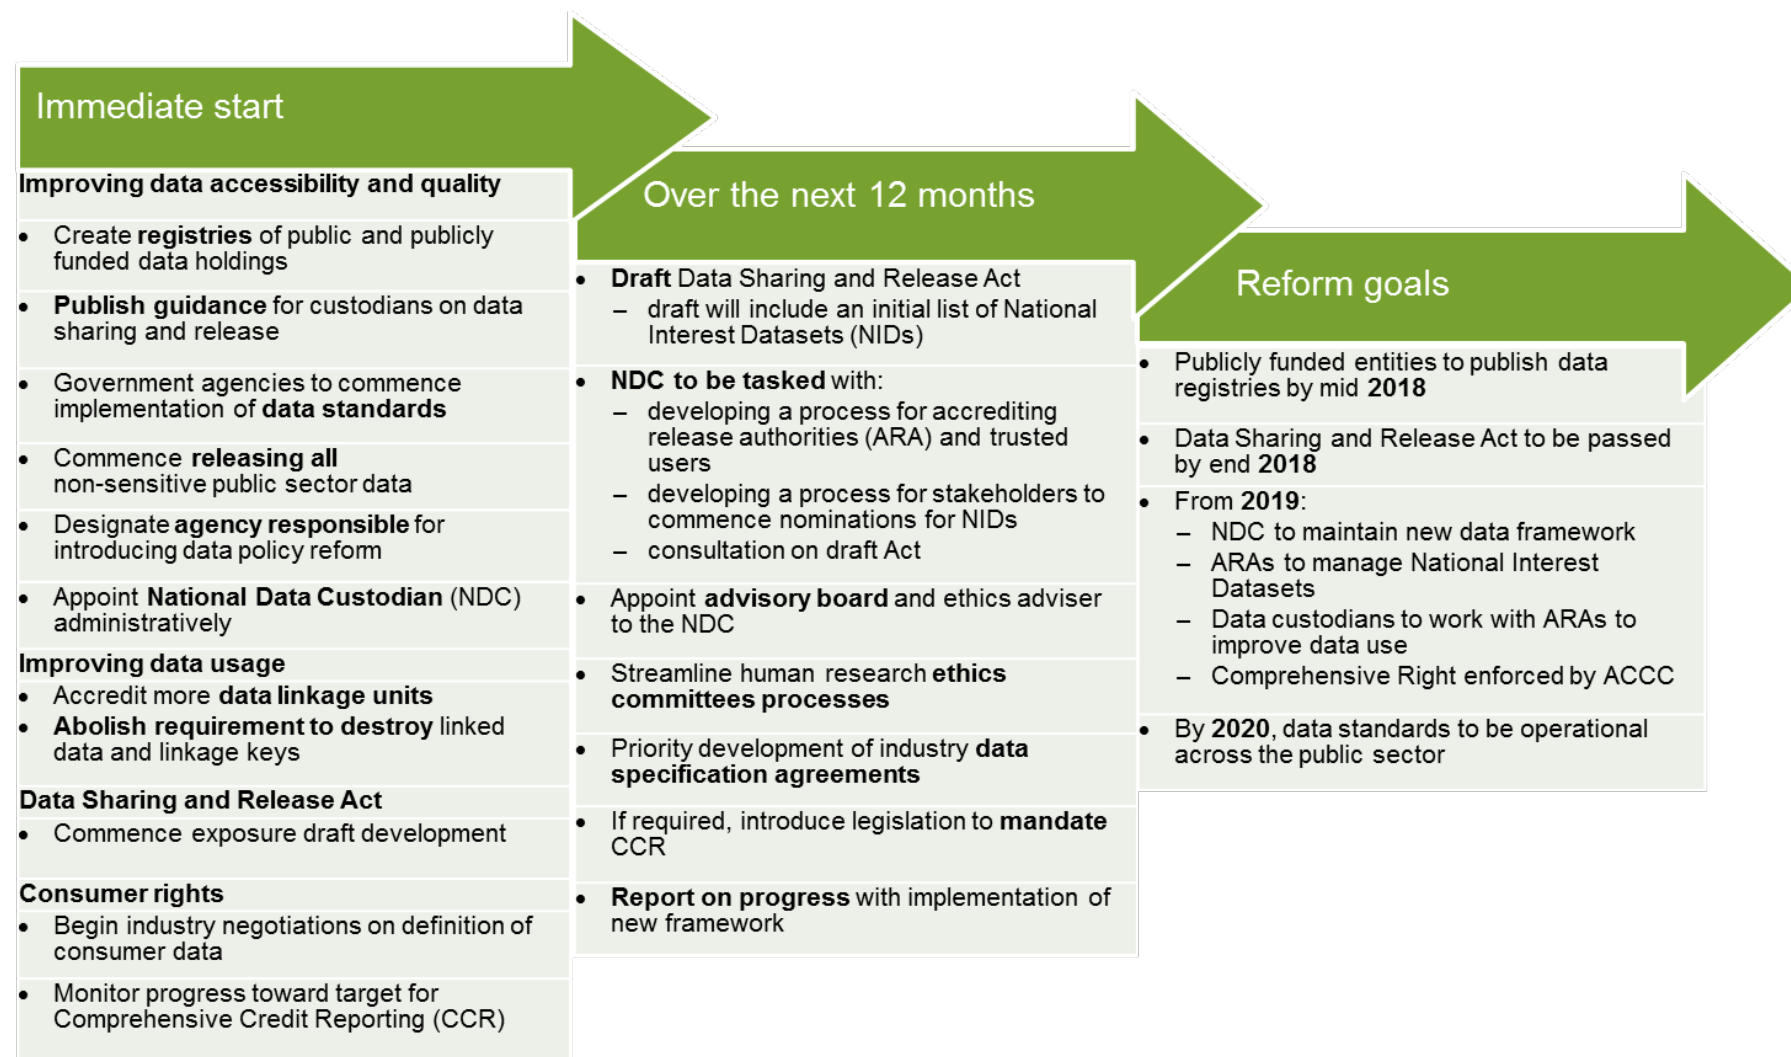 Immediate start
Improving data accessibility and quality
• Create registries of public and publicly
funded data holdings
• Publish guidance for custodians on data
sharing and release
• Government agencies to commence
implementation of data standards
• Commence releasing all
non-sensitive public sector data
• Designate agency responsible for
introducing data policy reform
• Appoint National Data Custodian (NDC)
administratively
Improving data usage
• Accredit more data linkage units
• Abolish requirement to destroy linked
data and linkage keys
Data Sharing and Release Act
• Commence exposure draft development
Consumer rights
• Begin industry negotiations on definition of
consumer data
• Monitor progress toward target for
Comprehensive Credit Reporting (CCR)
Over the next 12 months
• Draft Data Sharing and Release Act
– draft will include an initial list of National
Interest Datasets (NIDs)
• NDC to be tasked with:
– developing a process for accrediting
release authorities (ARA) and trusted
users
– developing a process for stakeholders to
commence nominations for NIDs
– consultation on draft Act
• Appoint advisory board and ethics adviser
to the NDC
• Streamline human research ethics
committees processes
• Priority development of industry data
specification agreements
• If required, introduce legislation to mandate
CCR
• Report on progress with implementation of
new framework
Reform goals
• Publicly funded entities to publish data
registries by mid 2018
• Data Sharing and Release Act to be passed
by end 2018
• From 2019:
– NDC to maintain new data framework
– ARAs to manage National Interest
Datasets
– Data custodians to work with ARAs to
improve data use
– Comprehensive Right enforced by ACCC
• By 2020, data standards to be operational
across the public sector